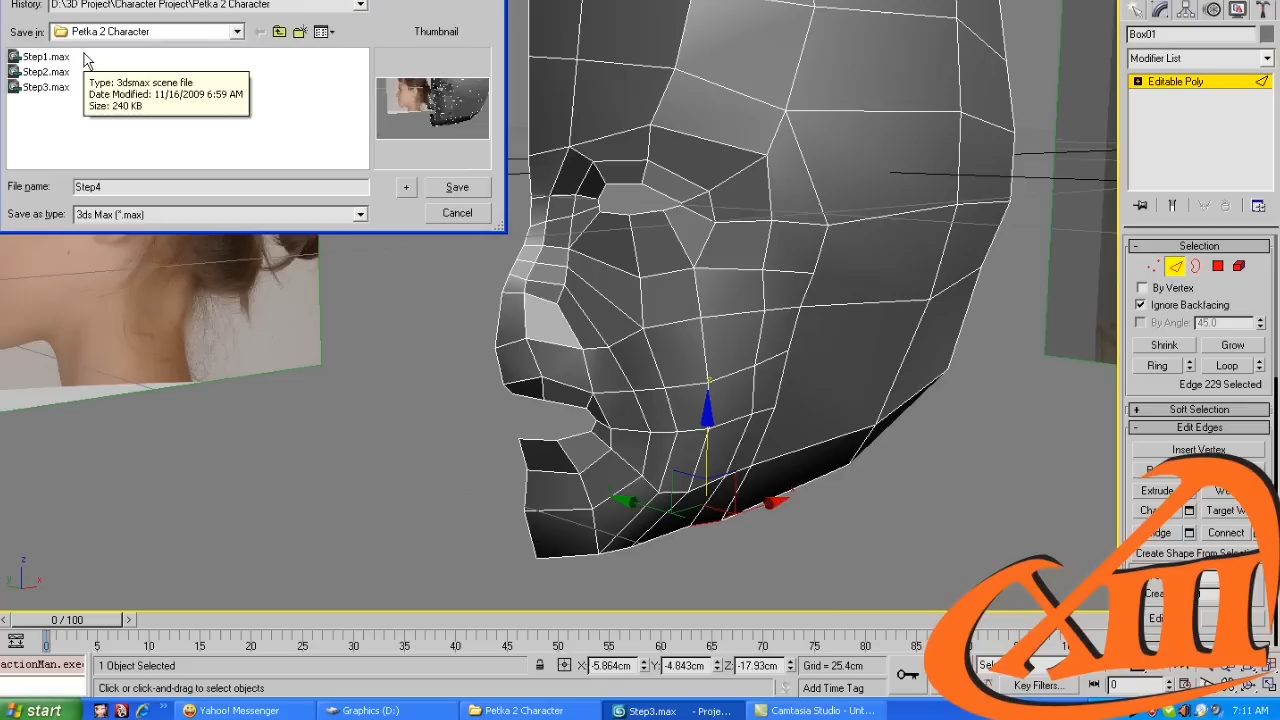 History: D:\3D Project\Character Project\Petka 2 Character
Save in: Petka 2 Character
Thumbnail
Step1.max
Step2.max
Step3.max
Type: 3dsmax scene file
Date Modified: 11/16/2009 6:59 AM
Size: 240 KB
File name: Step4
+ Save
Save as type: 3ds Max (*.max)
Cancel
Box01
Modifier List
Editable Poly
- Selection
By Vertex
Ignore Backfacing
By Angle: 45.0
Shrink Grow
Ring Loop
Edge 229 Selected
+ Soft Selection
- Edit Edges
Insert Vertex
Extrude
Target W
Connect
Create Shape From Select
XIII
z
y x
0 / 100
0 5 10 15 20 25 30 35 40 45 50 55 60 65 70 75 80 85
actionMan.exe
1 Object Selected
X: -5.864cm Y: -4.843cm Z: -17.93cm
Grid = 25.4cm
Click or click-and-drag to select objects
Add Time Tag
Key Filters...
0
start
Yahoo! Messenger
Graphics (D:)
Petka 2 Character
Step3.max - Proje...
Camtasia Studio - Unt...
7:11 AM